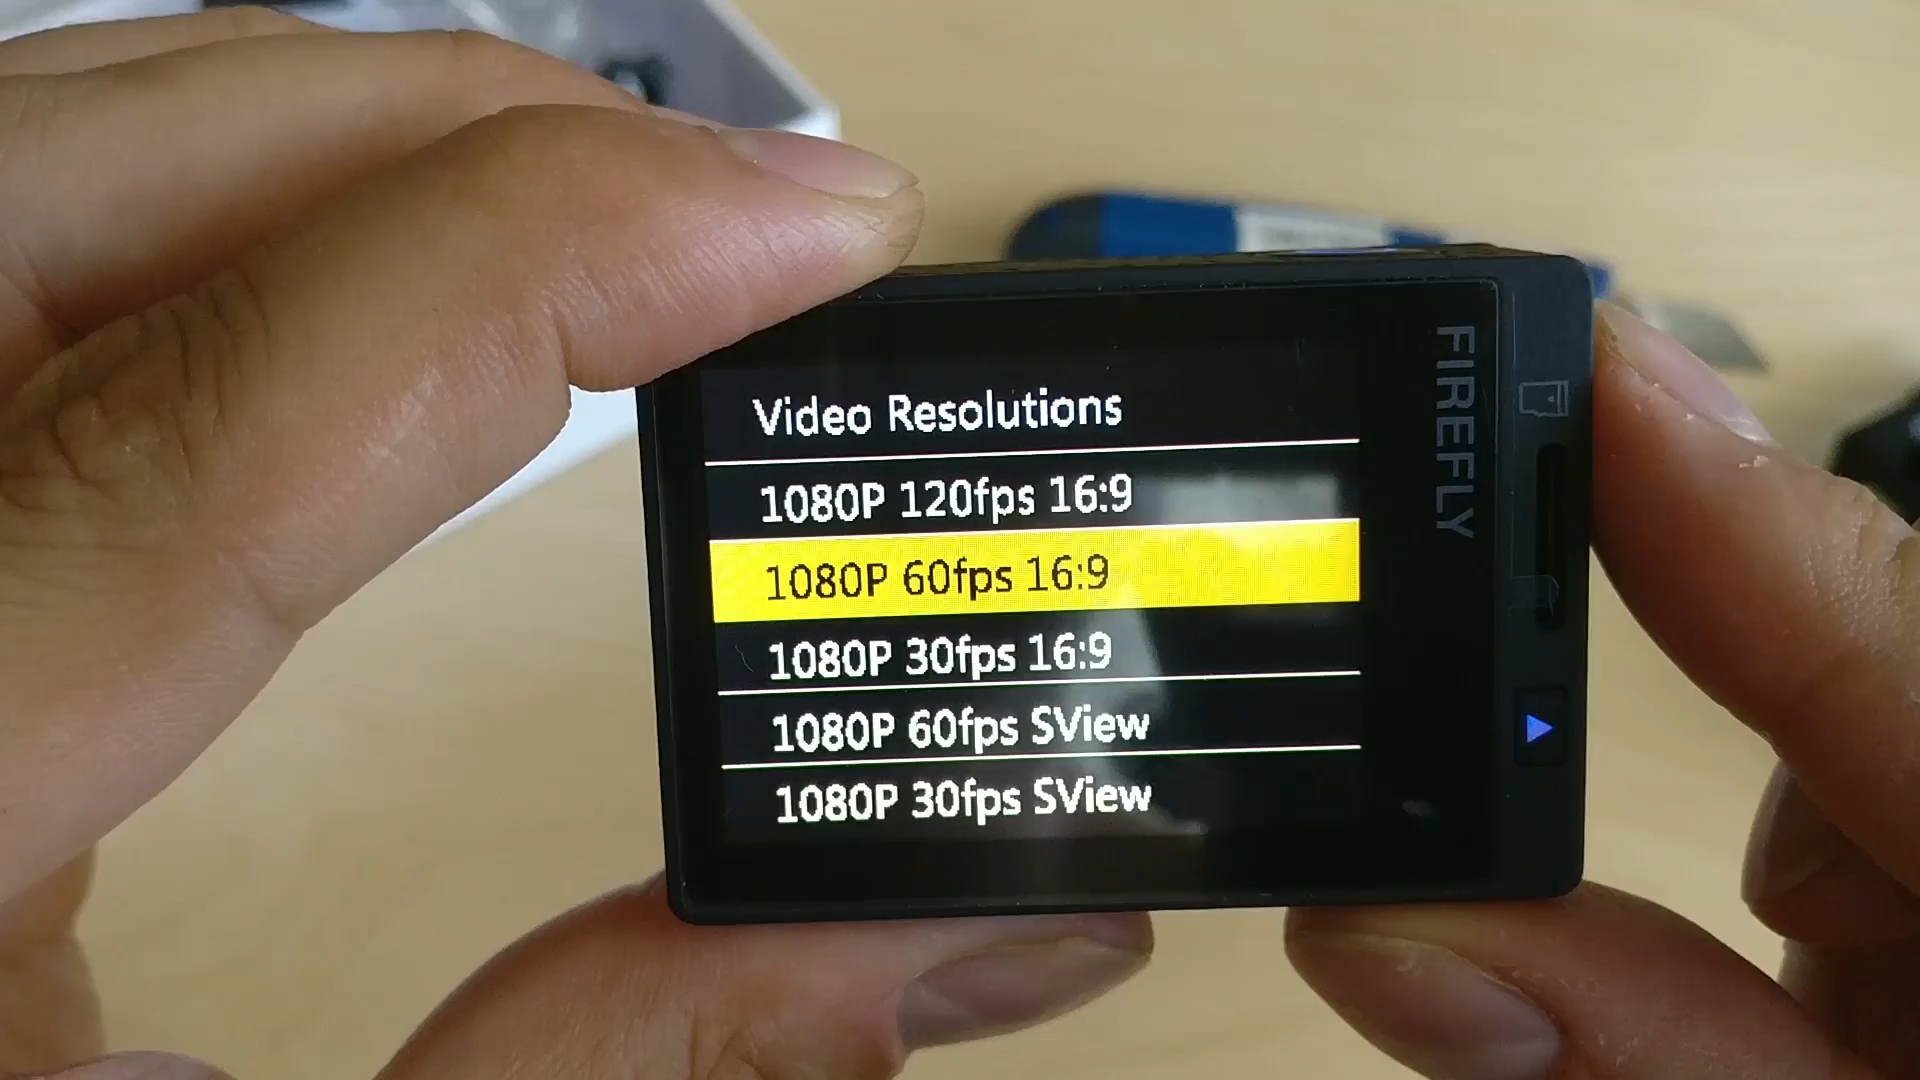 Video Resolutions
1080P 120fps 16:9
1080P 60fps 16:9
1080P 30fps 16:9
1080P 60fps SView
1080P 30fps SView
FIREFLY